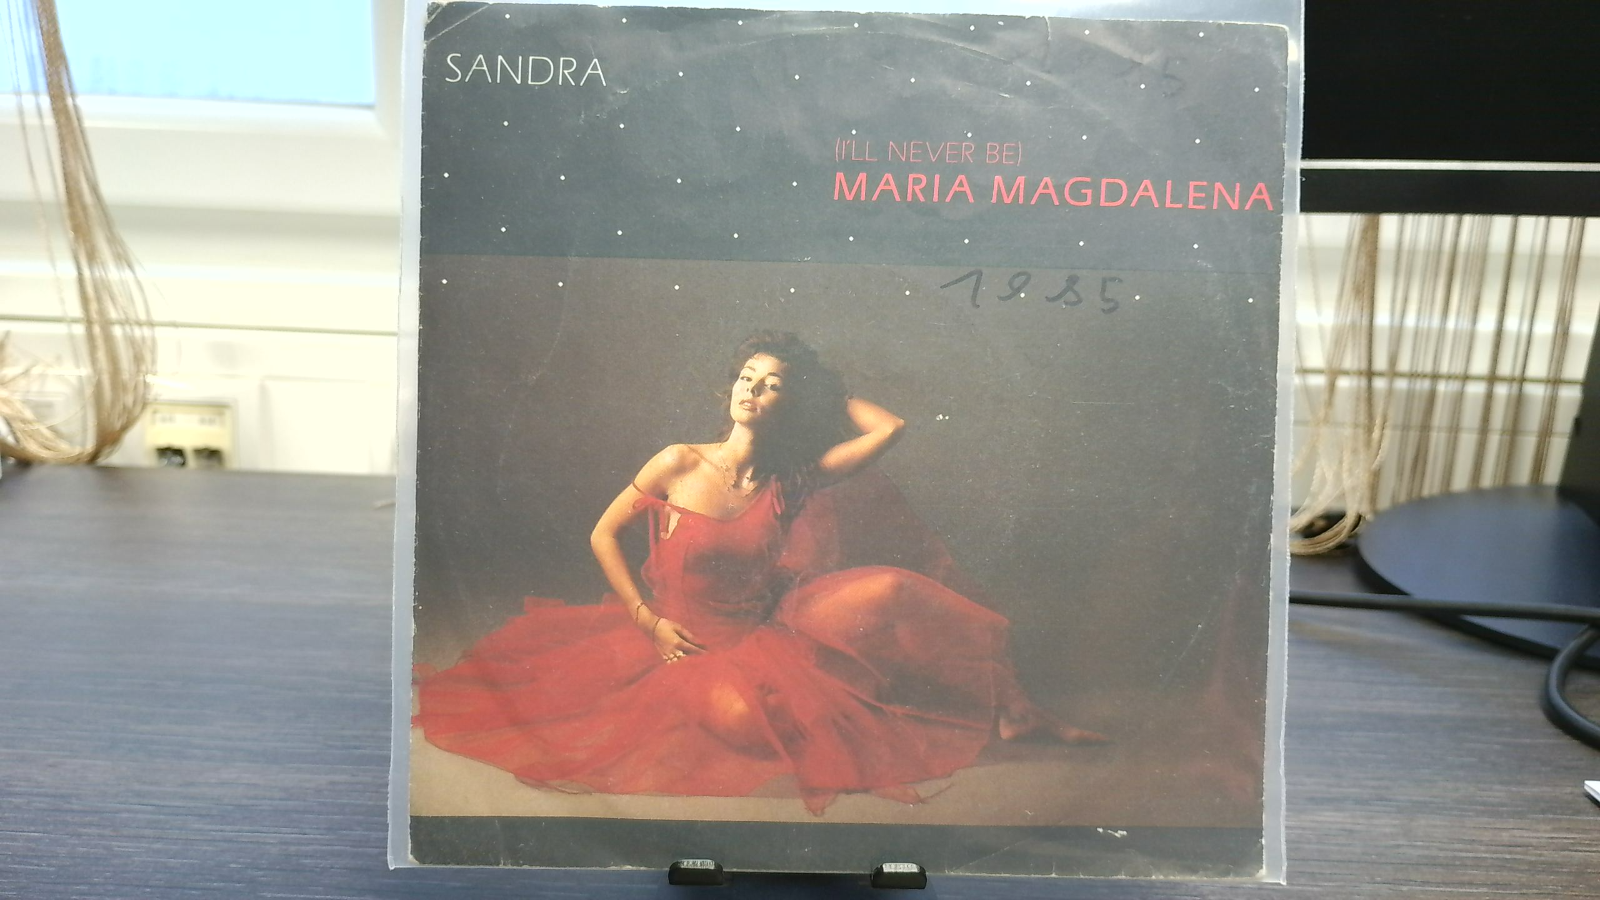 SANDRA
(I'LL NEVER BE)
MARIA MAGDALENA
1985